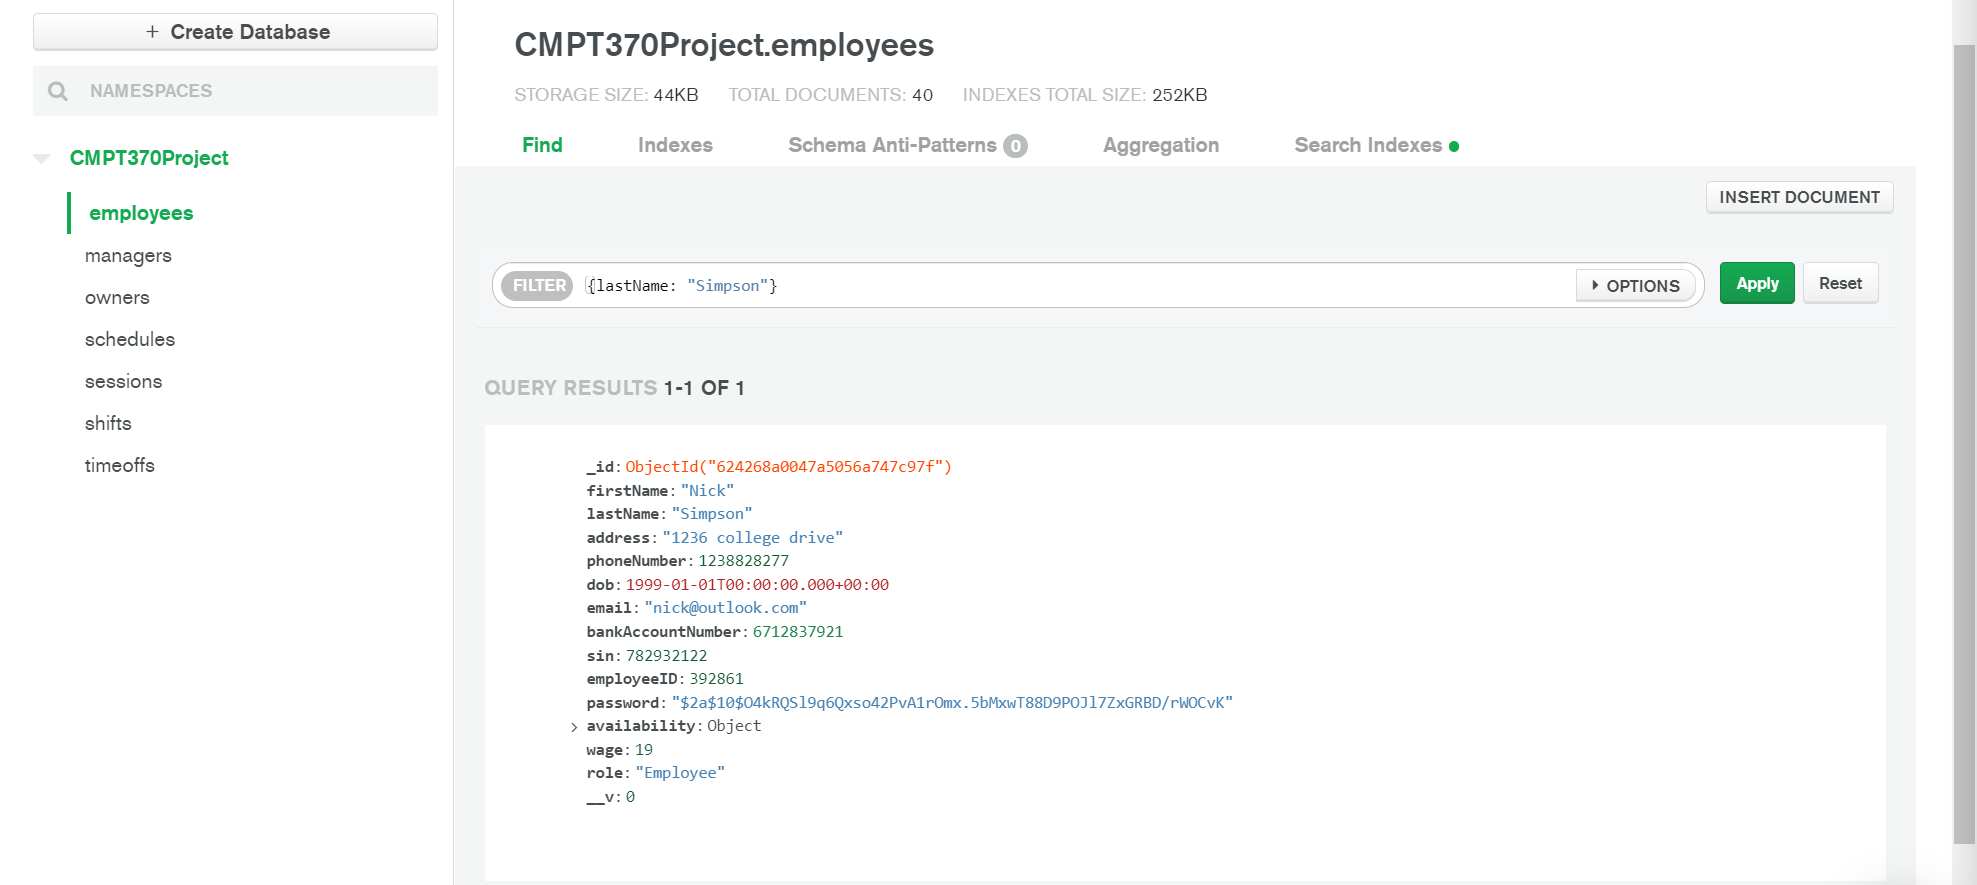 + Create Database
NAMESPACES
CMPT370Project
employees
managers
owners
schedules
sessions
shifts
timeoffs
CMPT370Project.employees
STORAGE SIZE: 44KB TOTAL DOCUMENTS: 40 INDEXES TOTAL SIZE: 252KB
Find Indexes Schema Anti-Patterns 0 Aggregation Search Indexes
INSERT DOCUMENT
FILTER {lastName: "Simpson"} OPTIONS Apply Reset
QUERY RESULTS 1-1 OF 1
_id: ObjectId("624268a0047a5056a747c97f")
firstName: "Nick"
lastName: "Simpson"
address: "1236 college drive"
phoneNumber: 1238828277
dob: 1999-01-01T00:00:00.000+00:00
email: "nick@outlook.com"
bankAccountNumber: 6712837921
sin: 782932122
employeeID: 392861
password: "$2a$10$O4kRQSl9q6Qxso42PvA1rOmx.5bMxwT88D9POJl7ZxGRBD/rWOCvK"
availability: Object
wage: 19
role: "Employee"
__v: 0